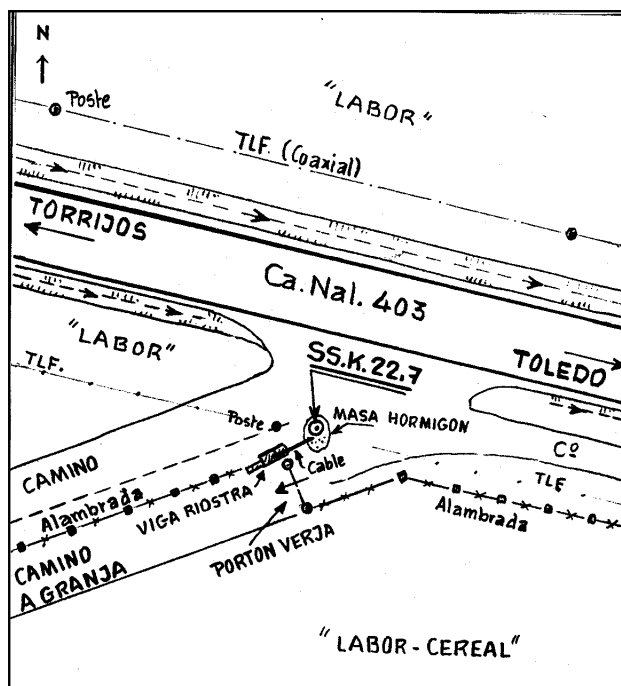 N
Poste
"LABOR"
TLF. (Coaxial)
TORRIJOS
Ca. Nal. 403
"LABOR"
SS.K.22,7
TOLEDO
TLF.
Poste
MASA HORMIGON
Cº
CAMINO
Viga
Cable
TLF
Alambrada
VIGA RIOSTRA
Alambrada
CAMINO
A GRANJA
PORTON VERJA
"LABOR - CEREAL"